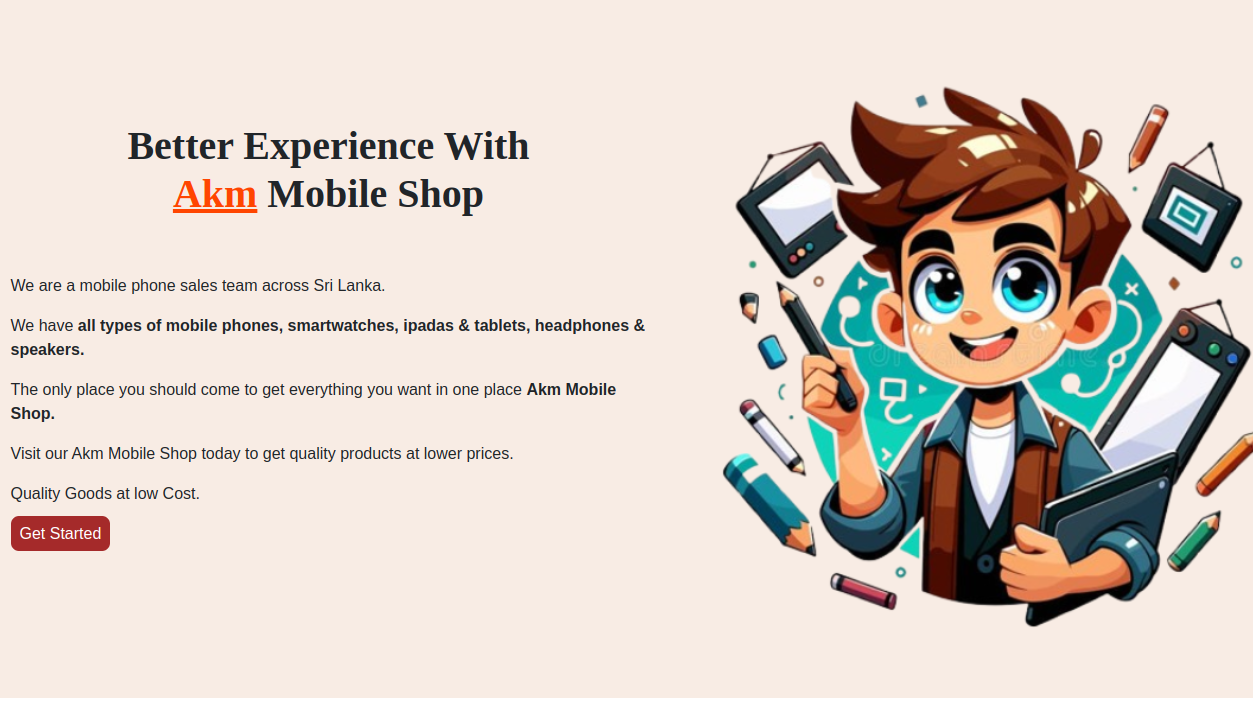 Better Experience With
Akm Mobile Shop
We are a mobile phone sales team across Sri Lanka.
We have all types of mobile phones, smartwatches, ipadas & tablets, headphones &
speakers.
The only place you should come to get everything you want in one place Akm Mobile
Shop.
Visit our Akm Mobile Shop today to get quality products at lower prices.
Quality Goods at low Cost.
Get Started